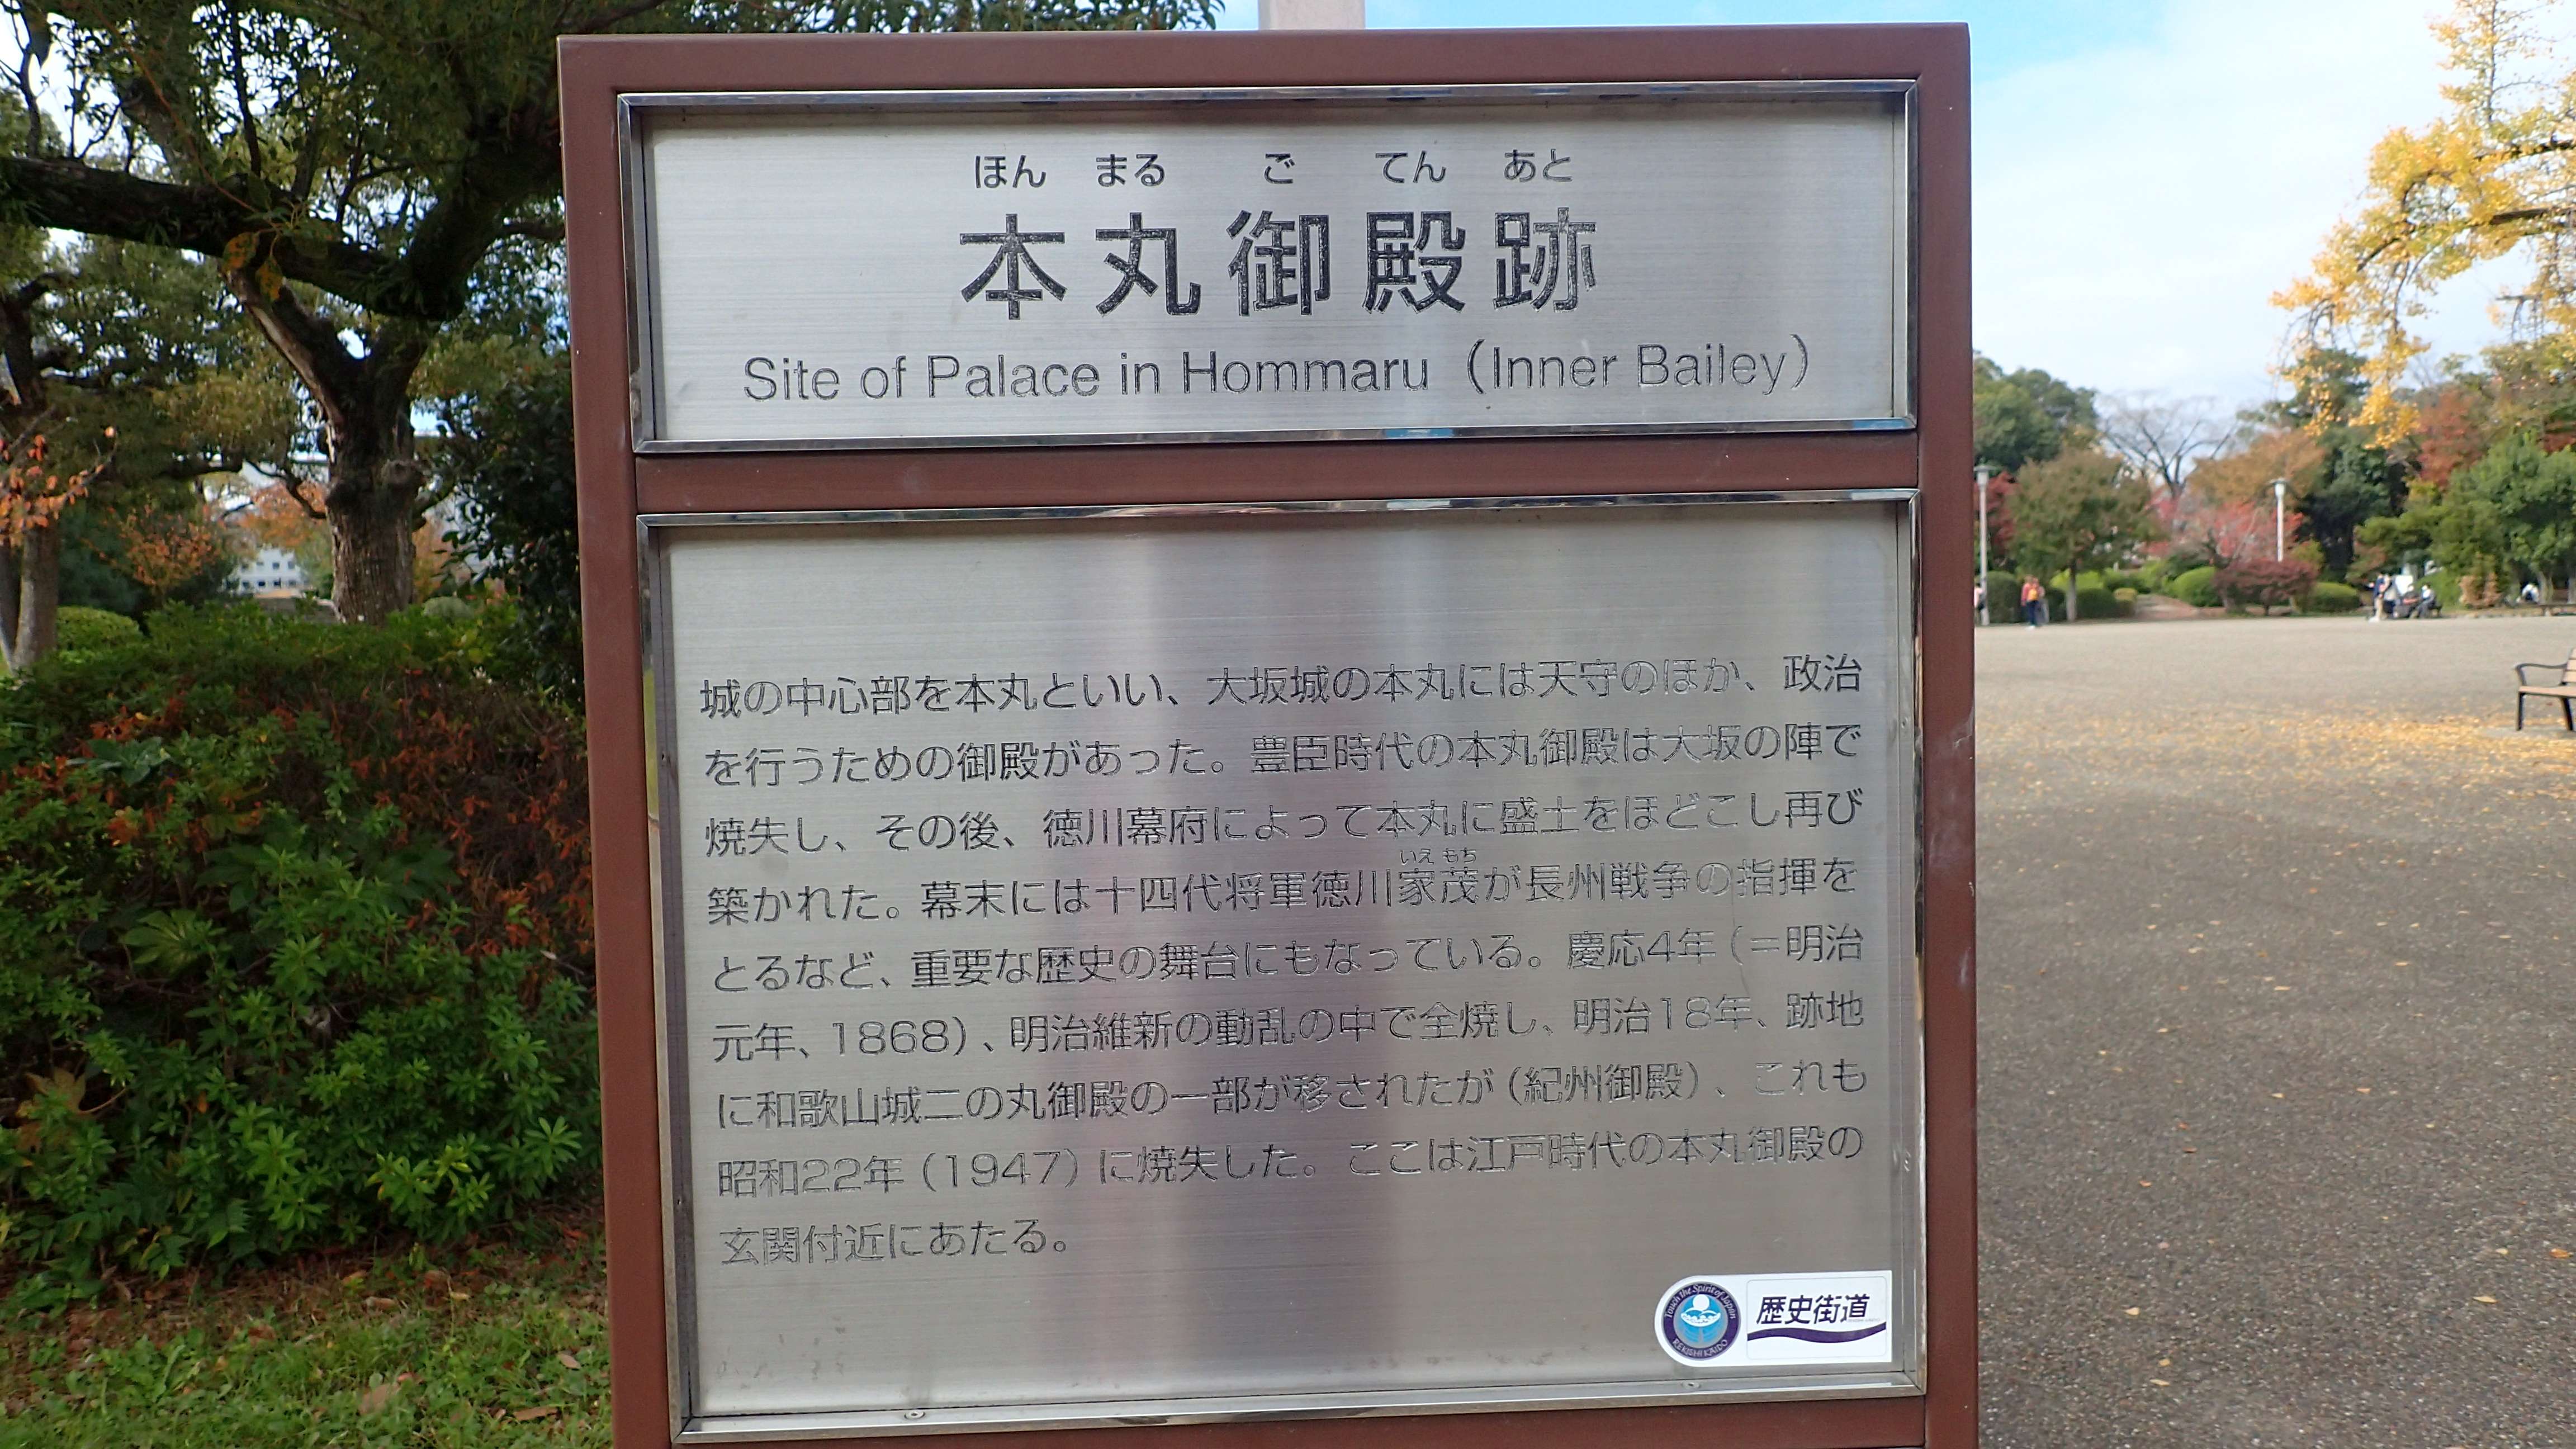 ほん まる ご てん あと
本丸御殿跡
Site of Palace in Hommaru (Inner Bailey)
城の中心部を本丸といい、大坂城の本丸には天守のほか、政治
を行うための御殿があった。豊臣時代の本丸御殿は大坂の陣で
焼失し、その後、徳川幕府によって本丸に盛土をほどこし再び
いえ もち
築かれた。幕末には十四代将軍徳川家茂が長州戦争の指揮を
とるなど、重要な歴史の舞台にもなっている。慶応4年(=明治
元年、1868)、明治維新の動乱の中で全焼し、明治18年、跡地
に和歌山城二の丸御殿の一部が移されたが(紀州御殿)、これも
昭和22年(1947)に焼失した。ここは江戸時代の本丸御殿の
玄関付近にあたる。
Touch the Spirit of Japan
REKISHI KAIDO
歴史街道